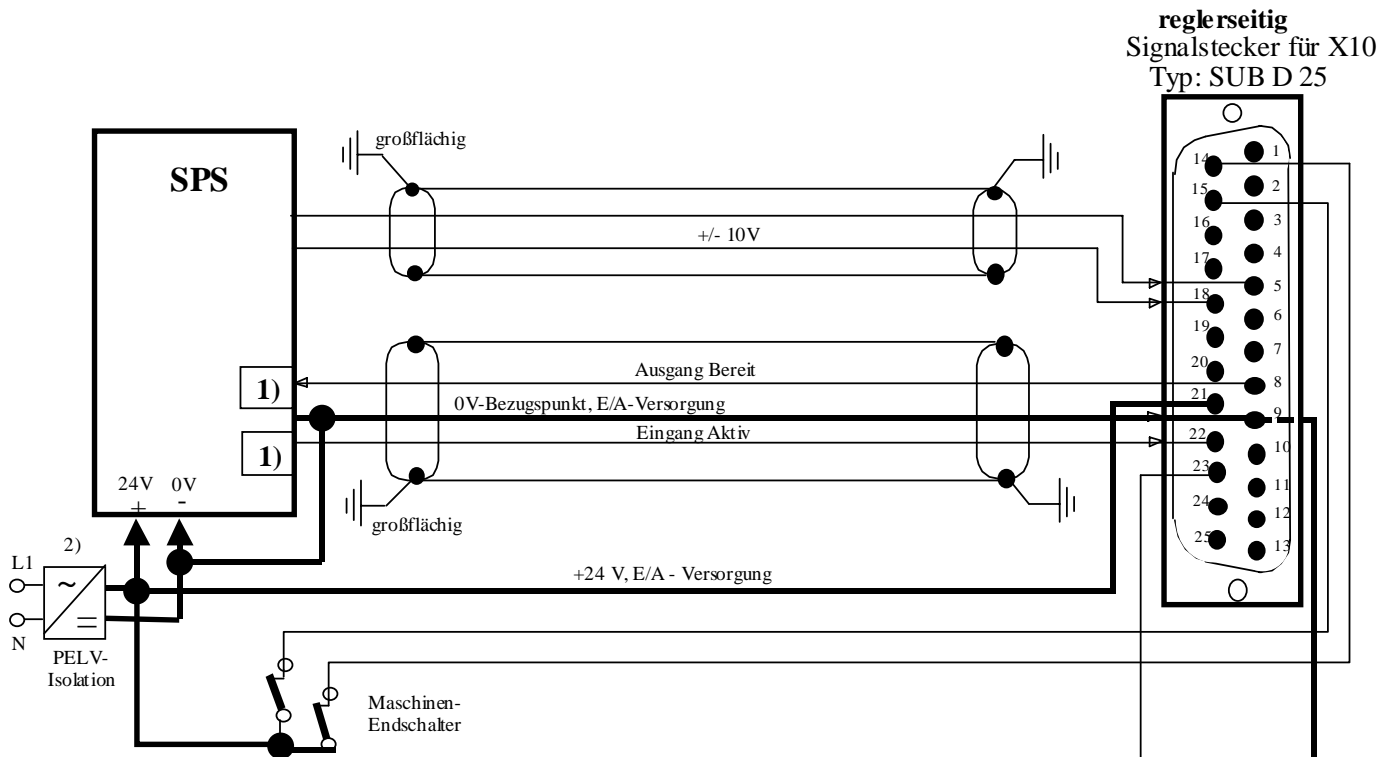 reglerseitig
Signalstecker für X10
Typ: SUB D 25
großflächig
SPS
+/- 10V
14
15
16
17
18
19
20
21
22
23
24
25
1
2
3
4
5
6
7
8
9
10
11
12
13
Ausgang Bereit
1)
0V-Bezugspunkt, E/A-Versorgung
Eingang Aktiv
1)
24V 0V
+ -
großflächig
2)
L1
~
=
N
PELV-
Isolation
+24 V, E/A - Versorgung
Maschinen-
Endschalter